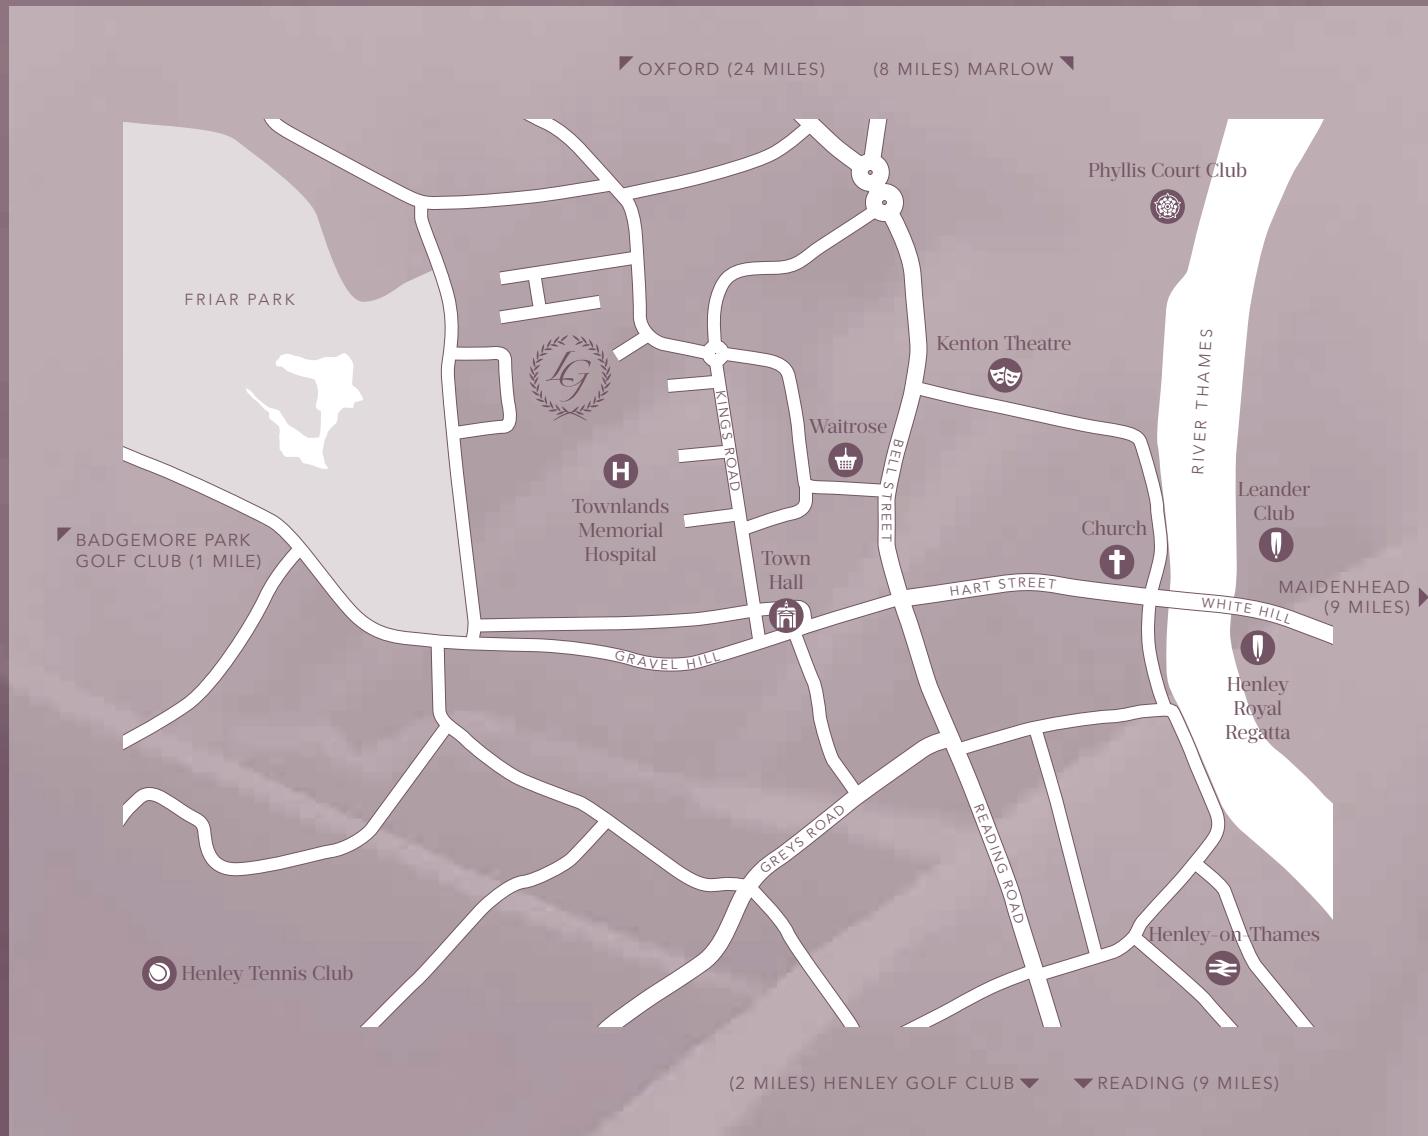 OXFORD (24 MILES)
(8 MILES) MARLOW
Phyllis Court Club
FRIAR PARK
RIVER THAMES
Kenton Theatre
LG
KINGS ROAD
Waitrose
BELL STREET
Townlands
Memorial
Hospital
Leander
Club
BADGEMORE PARK
GOLF CLUB (1 MILE)
Church
Town
Hall
HART STREET
WHITE HILL
MAIDENHEAD
(9 MILES)
GRAVEL HILL
Henley
Royal
Regatta
GREYS ROAD
READING ROAD
Henley-on-Thames
Henley Tennis Club
(2 MILES) HENLEY GOLF CLUB
READING (9 MILES)